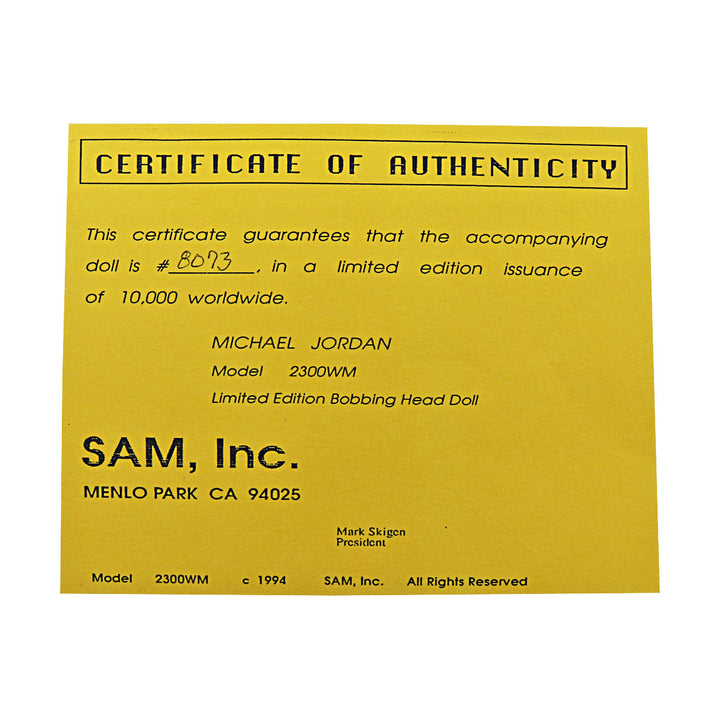 CERTIFICATE OF AUTHENTICITY
This certificate guarantees that the accompanying
doll is # 8073, in a limited edition issuance
of 10,000 worldwide.
MICHAEL JORDAN
Model 2300WM
Limited Edition Bobbing Head Doll
SAM, Inc.
MENLO PARK CA 94025
Mark Skigen
President
Model 2300WM c 1994 SAM, Inc. All Rights Reserved